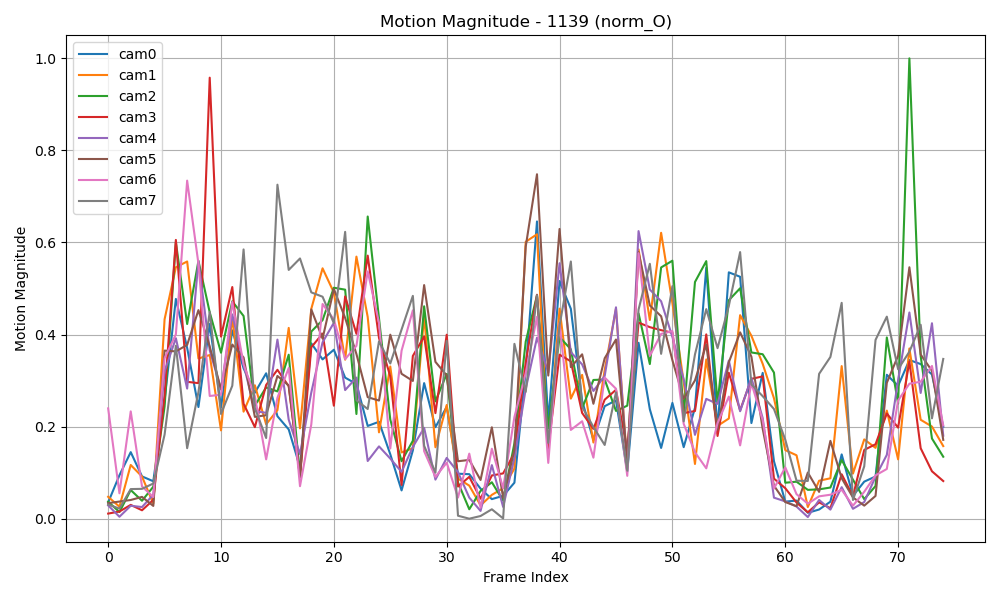 Motion Magnitude - 1139 (norm_O)
1.0
0.8
0.6
0.4
0.2
0.0
Motion Magnitude
cam0
cam1
cam2
cam3
cam4
cam5
cam6
cam7
0 10 20 30 40 50 60 70
Frame Index